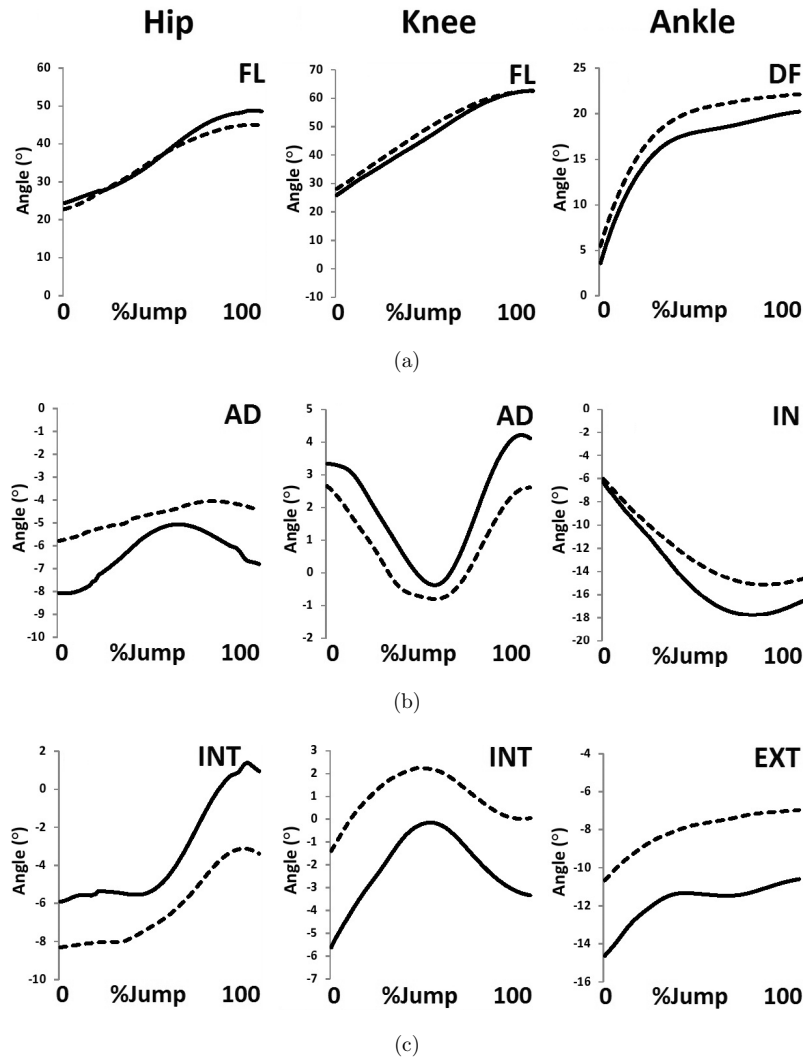 Hip Knee Ankle
FL FL DF
60 70 25
50 60 20
40 50 15
30 40 10
20 30 5
10 20 0
0 10
0
-10
Angle (°) Angle (°) Angle (°)
0 %Jump 100 0 %Jump 100 0 %Jump 100
(a)
AD AD IN
0 5 0
-1 4 -2
-2 3 -4
-3 2 -6
-4 1 -8
-5 0 -10
-6 -1 -12
-7 -2 -14
-8 -16
-9 -18
-10 -20
Angle (°) Angle (°) Angle (°)
0 %Jump 100 0 %Jump 100 0 %Jump 100
(b)
INT INT EXT
2 3 -4
0 2 -6
-2 1 -8
-4 0 -10
-6 -1 -12
-8 -2 -14
-10 -3 -16
-4
-5
-6
-7
Angle (°) Angle (°) Angle (°)
0 %Jump 100 0 %Jump 100 0 %Jump 100
(c)